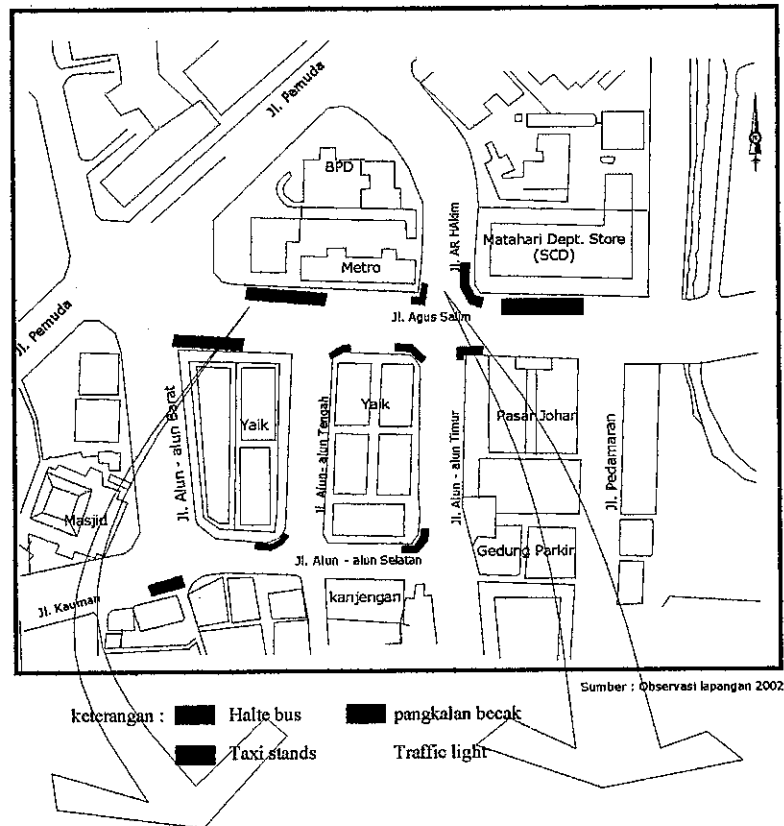 Jl. Pamuda
BPD
Jl. AR HAkim
Matahari Dept. Store
(SCD)
Metro
Jl. Agus Salim
Jl. Pemuda
Jl. Alun - alun Barat
Yaik
Jl. Alun- alun Tengah
Yaik
Jl. Alun - alun Timur
Pasar Johar
Jl. Pedamaran
Masjid
Gedung Parkir
Jl. Alun - alun Selatan
Jl. Kauman
kanjengan
Sumber : Observasi lapangan 2002
keterangan : Halte bus pangkalan becak
Taxi stands Traffic light